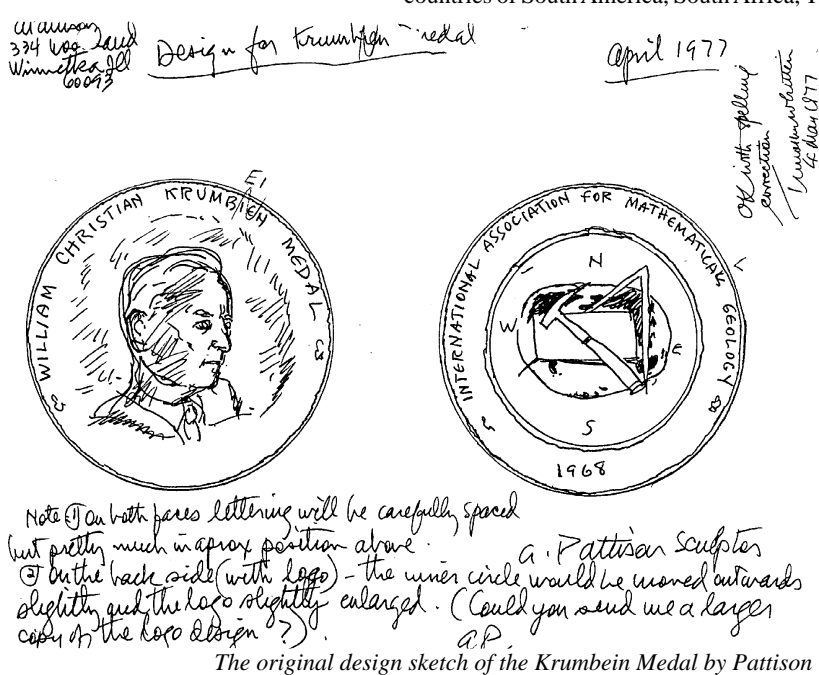 countries of South America, South Africa, T
334 Woodland
Winnetka Ill
60093
Design for Krumbien medal
april 1977
OK with spelling
correction
4 May 1977
EI
WILLIAM CHRISTIAN KRUMBIEN MEDAL
INTERNATIONAL ASSOCIATION FOR MATHEMATICAL GEOLOGY
N
W
E
S
1968
Note ① On both faces lettering will be carefully spaced
but pretty much in aprox position above.
a. Pattison Sculptor
② On the back side (with logo) - the inner circle would be moved outwards
slightly and the logo slightly enlarged. (Could you send me a larger
copy of the logo design?).
a.P.
The original design sketch of the Krumbein Medal by Pattison